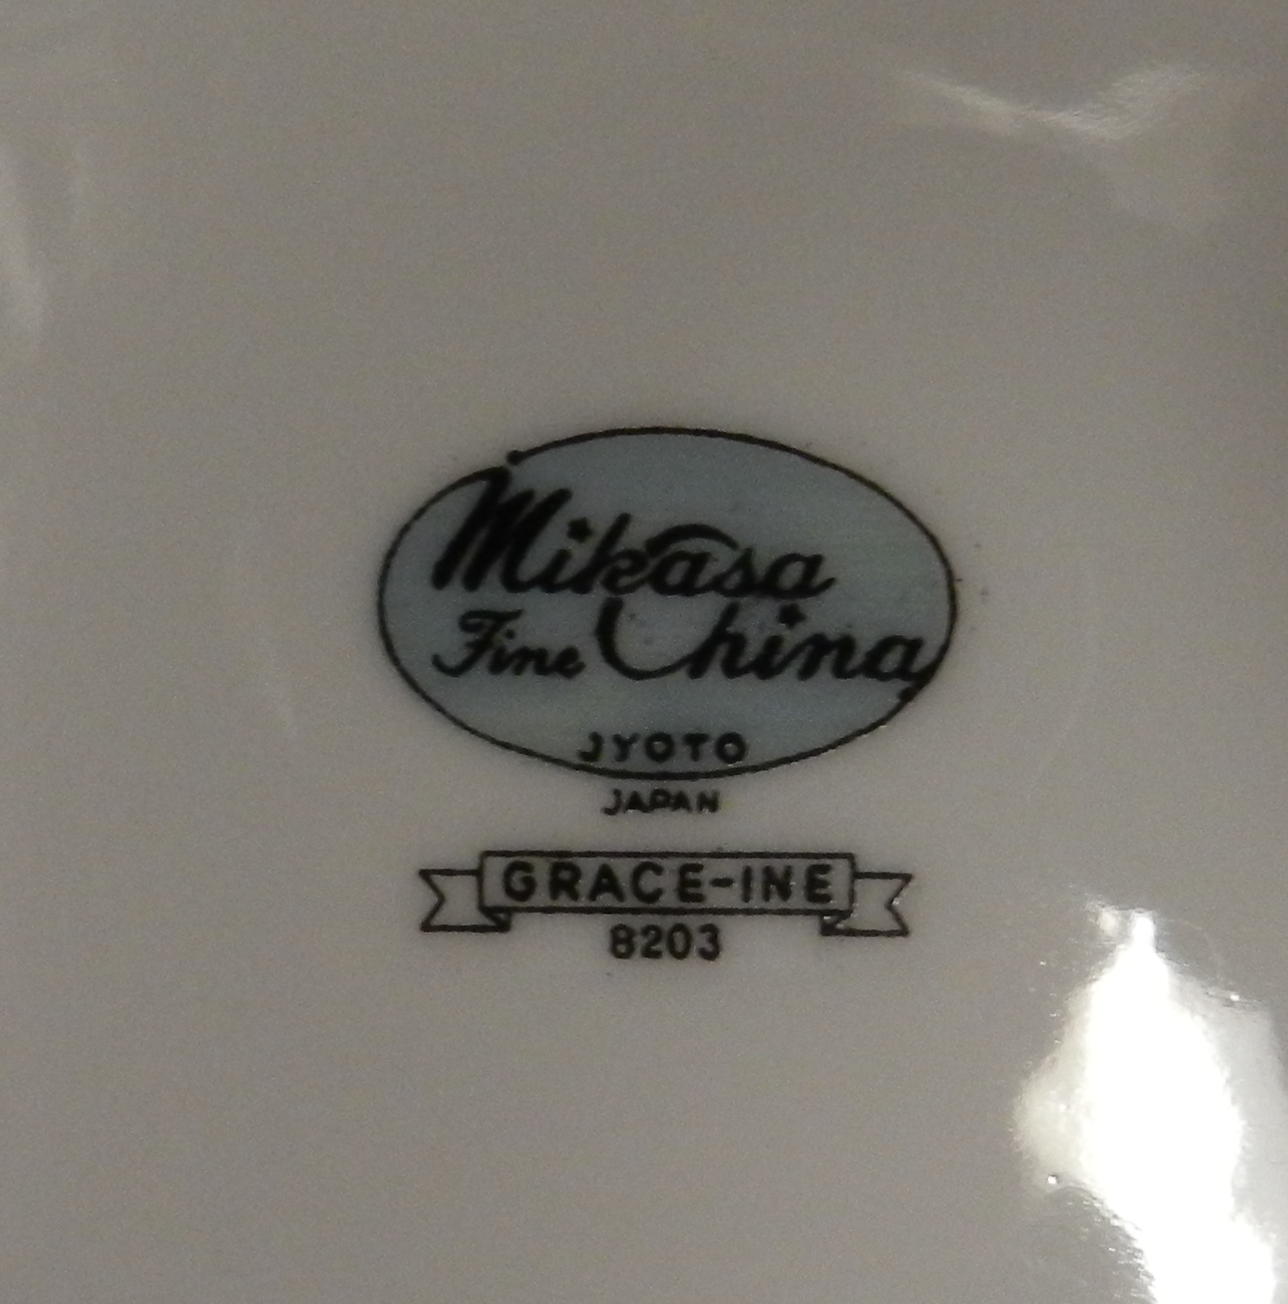 Mikasa
Fine China
JYOTO
JAPAN
GRACE-INE
8203